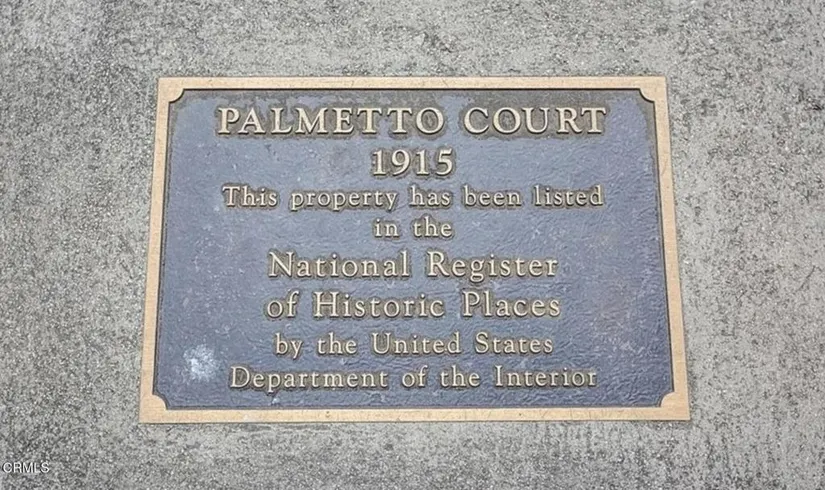 PALMETTO COURT
1915
This property has been listed
in the
National Register
of Historic Places
by the United States
Department of the Interior
CRMLS